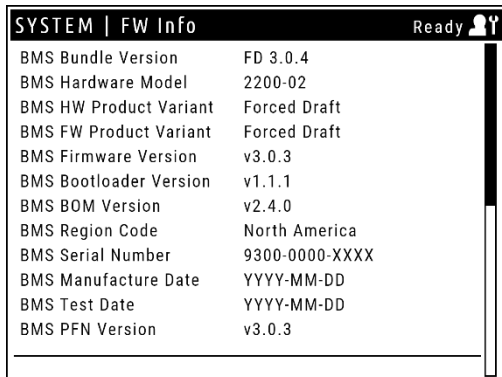 SYSTEM | FW Info Ready
BMS Bundle Version FD 3.0.4
BMS Hardware Model 2200-02
BMS HW Product Variant Forced Draft
BMS FW Product Variant Forced Draft
BMS Firmware Version v3.0.3
BMS Bootloader Version v1.1.1
BMS BOM Version v2.4.0
BMS Region Code North America
BMS Serial Number 9300-0000-XXXX
BMS Manufacture Date YYYY-MM-DD
BMS Test Date YYYY-MM-DD
BMS PFN Version v3.0.3